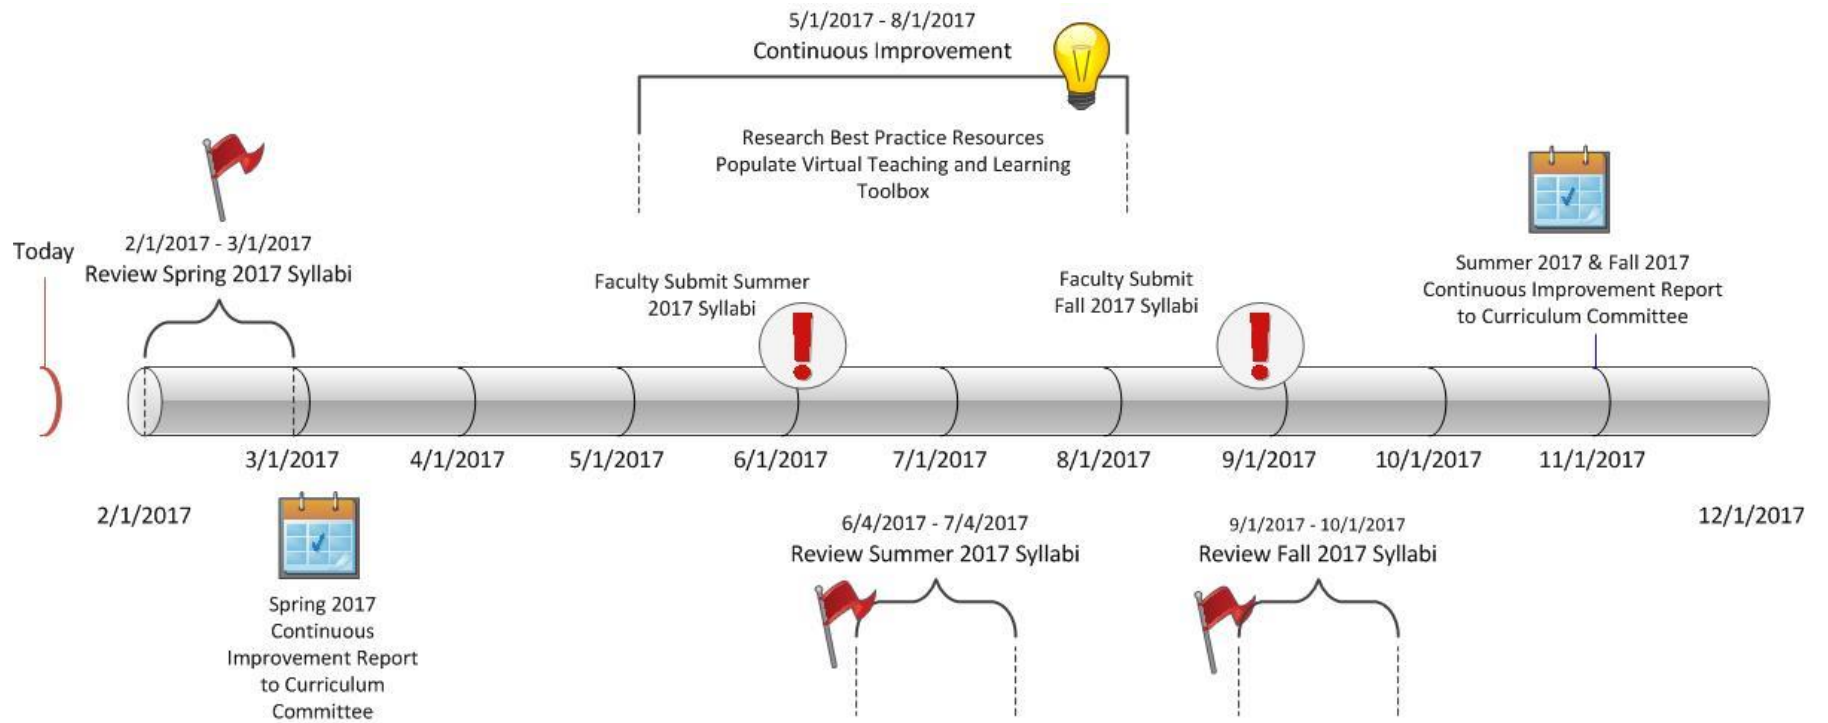 5/1/2017 - 8/1/2017
Continuous Improvement
Research Best Practice Resources
Populate Virtual Teaching and Learning
Toolbox
Today
2/1/2017 - 3/1/2017
Review Spring 2017 Syllabi
Faculty Submit Summer
2017 Syllabi
Faculty Submit
Fall 2017 Syllabi
Summer 2017 & Fall 2017
Continuous Improvement Report
to Curriculum Committee
3/1/2017
4/1/2017
5/1/2017
6/1/2017
7/1/2017
8/1/2017
9/1/2017
10/1/2017
11/1/2017
2/1/2017
12/1/2017
Spring 2017
Continuous
Improvement Report
to Curriculum
Committee
6/4/2017 - 7/4/2017
Review Summer 2017 Syllabi
9/1/2017 - 10/1/2017
Review Fall 2017 Syllabi